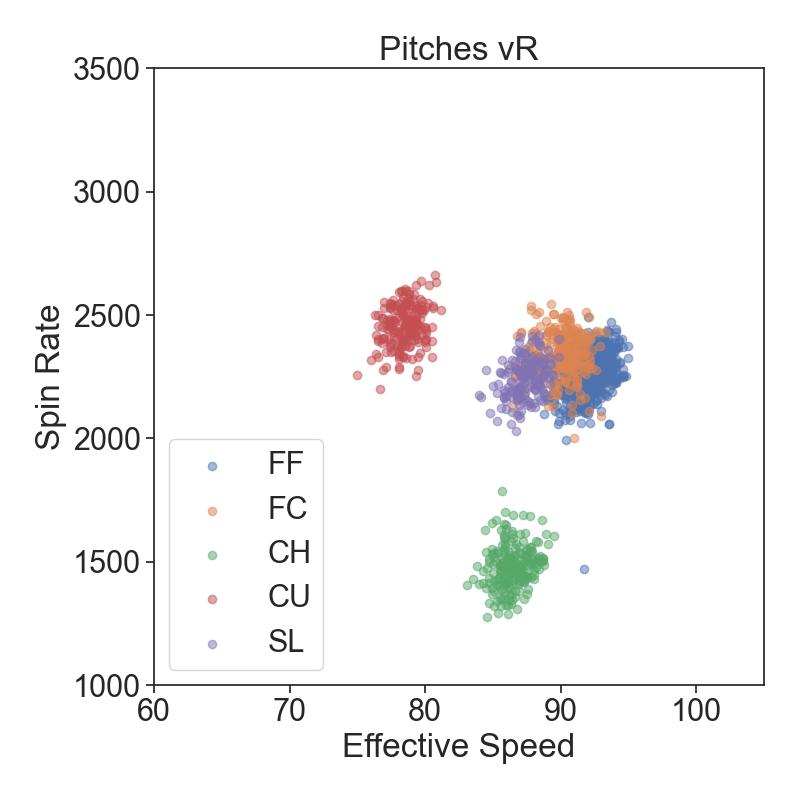 Pitches vR
3500
3000
2500
2000
1500
1000
Spin Rate
FF
FC
CH
CU
SL
60 70 80 90 100
Effective Speed